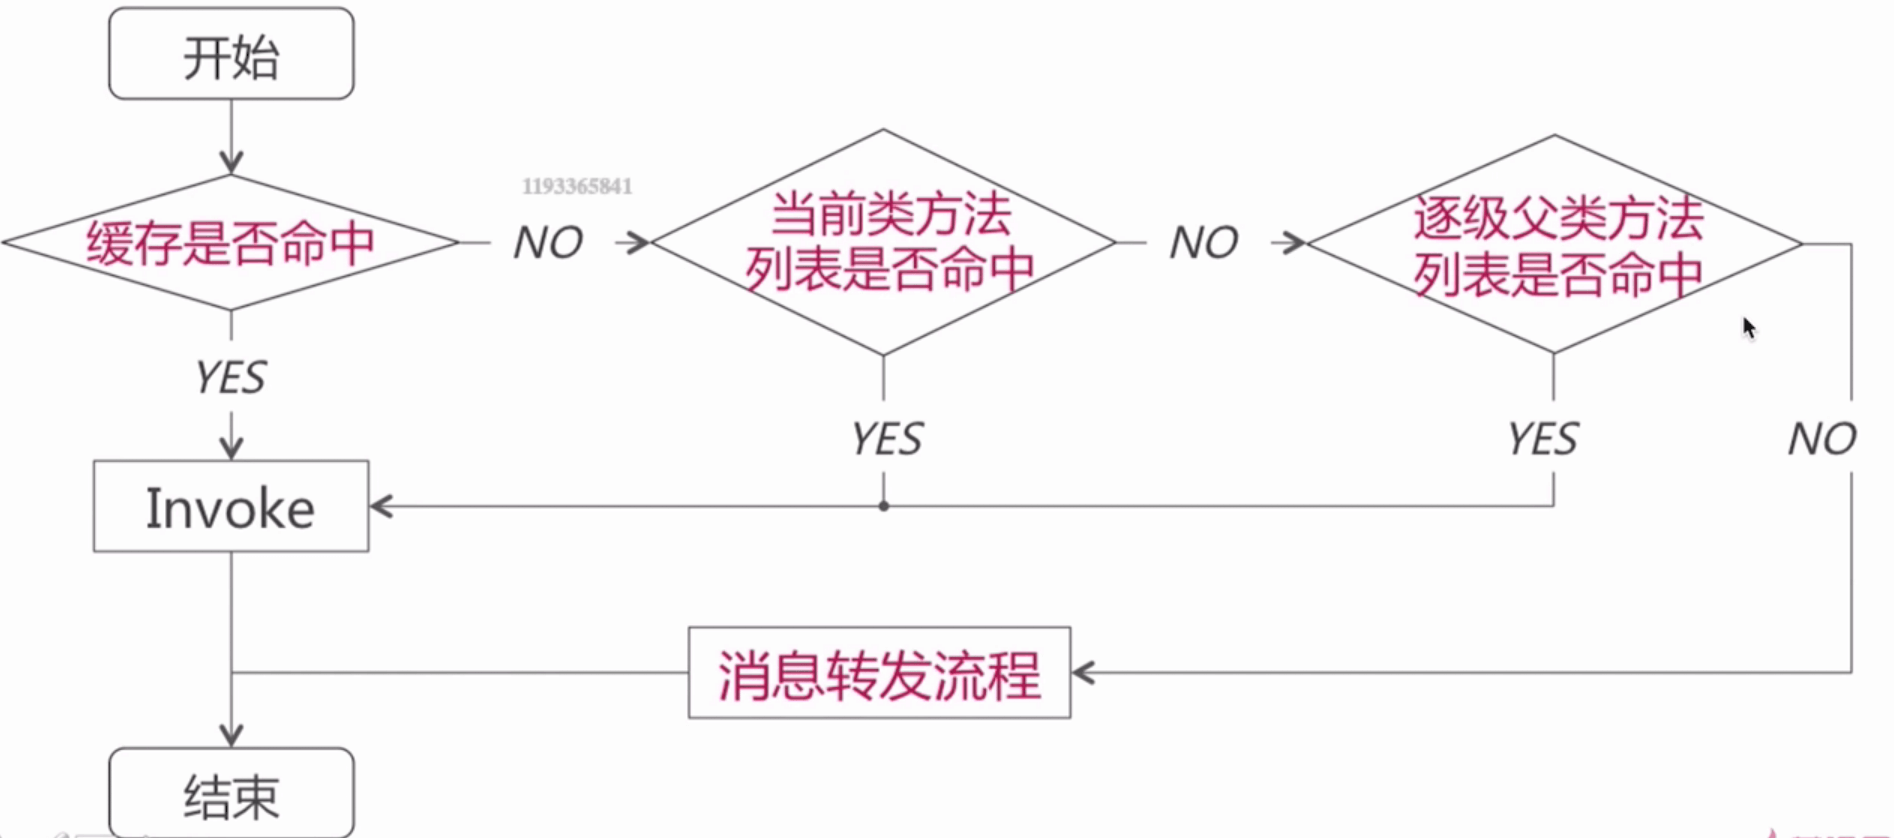 开始
1193365841
缓存是否命中
NO
当前类方法
列表是否命中
NO
逐级父类方法
列表是否命中
YES
YES
YES
NO
Invoke
消息转发流程
结束